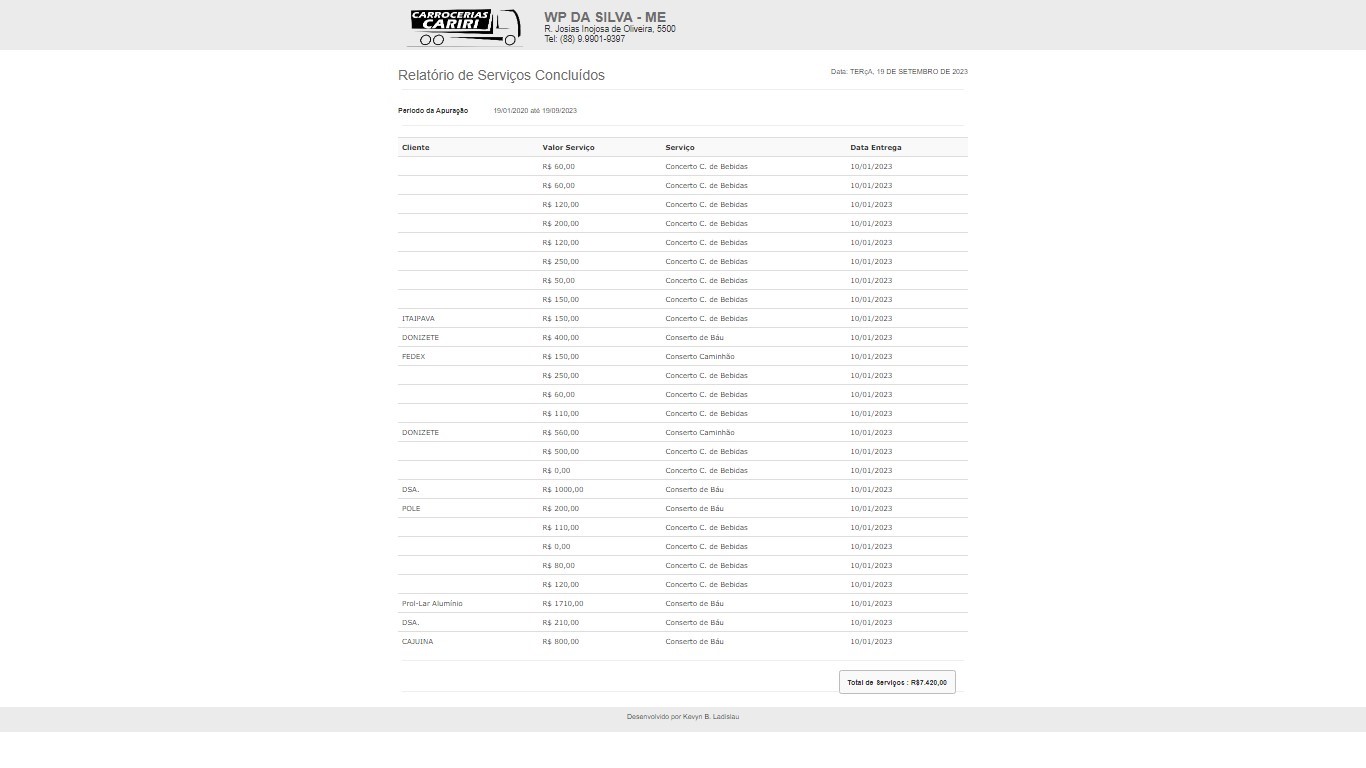 CARROCERIAS
CARIRI
WP DA SILVA - ME
R. Josias Inojosa de Oliveira, 5500
Tel: (88) 9.9901-9397
Relatório de Serviços Concluídos
Data: TERçA, 19 DE SETEMBRO DE 2023
Período da Apuração 19/01/2020 até 19/09/2023
Cliente Valor Serviço Serviço Data Entrega
R$ 60,00 Concerto C. de Bebidas 10/01/2023
R$ 60,00 Concerto C. de Bebidas 10/01/2023
R$ 120,00 Concerto C. de Bebidas 10/01/2023
R$ 200,00 Concerto C. de Bebidas 10/01/2023
R$ 120,00 Concerto C. de Bebidas 10/01/2023
R$ 250,00 Concerto C. de Bebidas 10/01/2023
R$ 50,00 Concerto C. de Bebidas 10/01/2023
R$ 150,00 Concerto C. de Bebidas 10/01/2023
ITAIPAVA R$ 150,00 Concerto C. de Bebidas 10/01/2023
DONIZETE R$ 400,00 Conserto de Báu 10/01/2023
FEDEX R$ 150,00 Conserto Caminhão 10/01/2023
R$ 250,00 Concerto C. de Bebidas 10/01/2023
R$ 60,00 Concerto C. de Bebidas 10/01/2023
R$ 110,00 Concerto C. de Bebidas 10/01/2023
DONIZETE R$ 560,00 Conserto Caminhão 10/01/2023
R$ 500,00 Concerto C. de Bebidas 10/01/2023
R$ 0,00 Concerto C. de Bebidas 10/01/2023
DSA. R$ 1000,00 Conserto de Báu 10/01/2023
POLE R$ 200,00 Conserto de Báu 10/01/2023
R$ 110,00 Concerto C. de Bebidas 10/01/2023
R$ 0,00 Concerto C. de Bebidas 10/01/2023
R$ 80,00 Concerto C. de Bebidas 10/01/2023
R$ 120,00 Concerto C. de Bebidas 10/01/2023
Prol-Lar Alumínio R$ 1710,00 Conserto de Báu 10/01/2023
DSA. R$ 210,00 Conserto de Báu 10/01/2023
CAJUINA R$ 800,00 Conserto de Báu 10/01/2023
Total de Serviços : R$7.420,00
Desenvolvido por Kevyn B. Ladislau